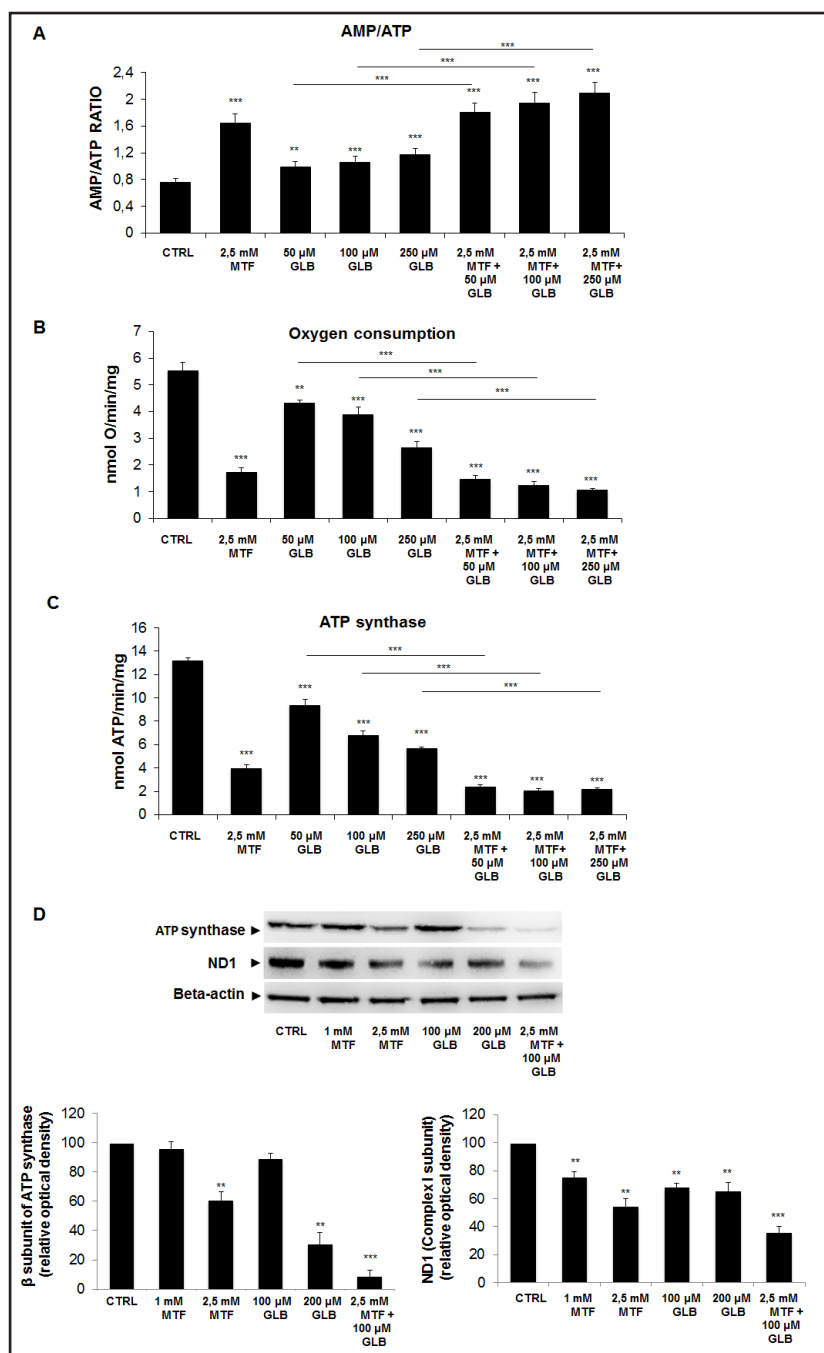 A
AMP/ATP
***
***
***
***
***
***
***
**
***
***
2,4
2
1,6
1,2
0,8
0,4
0
AMP/ATP RATIO
CTRL
2,5 mM
MTF
50 µM
GLB
100 µM
GLB
250 µM
GLB
2,5 mM
MTF +
50 µM
GLB
2,5 mM
MTF+
100 µM
GLB
2,5 mM
MTF+
250 µM
GLB
B
Oxygen consumption
***
***
***
**
***
***
***
***
***
***
7
6
5
4
3
2
1
0
nmol O/min/mg
CTRL
2,5 mM
MTF
50 µM
GLB
100 µM
GLB
250 µM
GLB
2,5 mM
MTF +
50 µM
GLB
2,5 mM
MTF+
100 µM
GLB
2,5 mM
MTF+
250 µM
GLB
C
ATP synthase
***
***
***
***
***
***
***
***
***
***
16
14
12
10
8
6
4
2
0
nmol ATP/min/mg
CTRL
2,5 mM
MTF
50 µM
GLB
100 µM
GLB
250 µM
GLB
2,5 mM
MTF +
50 µM
GLB
2,5 mM
MTF+
100 µM
GLB
2,5 mM
MTF+
250 µM
GLB
D
ATP synthase
ND1
Beta-actin
CTRL
1 mM
MTF
2,5 mM
MTF
100 µM
GLB
200 µM
GLB
2,5 mM
MTF +
100 µM
GLB
β subunit of ATP synthase
(relative optical density)
120
100
80
60
40
20
0
**
**
***
CTRL
1 mM
MTF
2,5 mM
MTF
100 µM
GLB
200 µM
GLB
2,5 mM
MTF +
100 µM
GLB
ND1 (Complex I subunit)
(relative optical density)
120
100
80
60
40
20
0
**
**
**
**
***
CTRL
1 mM
MTF
2,5 mM
MTF
100 µM
GLB
200 µM
GLB
2,5 mM
MTF +
100 µM
GLB